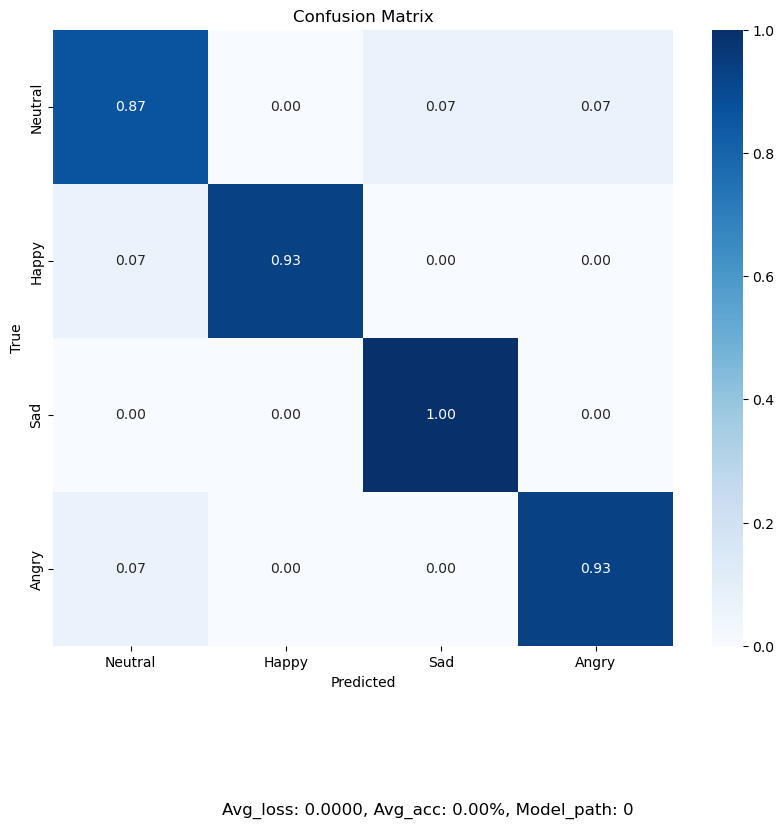 Confusion Matrix
1.0
Neutral 0.87 0.00 0.07 0.07
0.8
Happy 0.07 0.93 0.00 0.00
0.6
True
0.4
Sad 0.00 0.00 1.00 0.00
0.2
Angry 0.07 0.00 0.00 0.93
0.0
Neutral Happy Sad Angry
Predicted
Avg_loss: 0.0000, Avg_acc: 0.00%, Model_path: 0